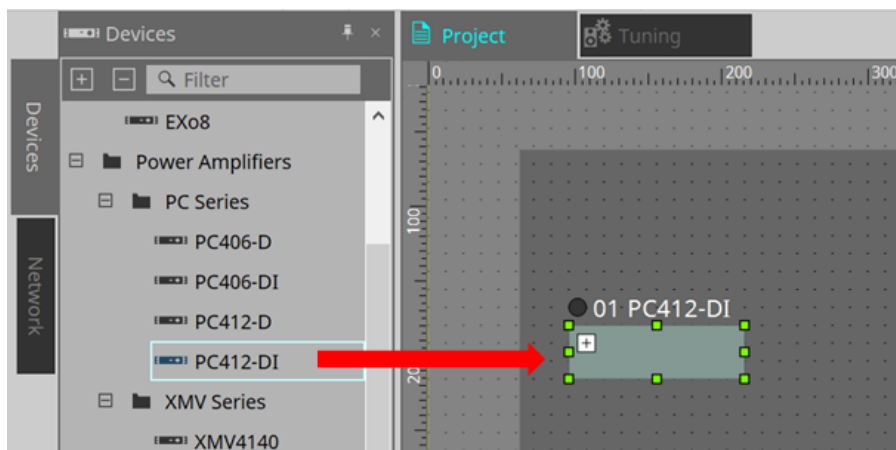 Devices
Filter
EXo8
Power Amplifiers
PC Series
PC406-D
PC406-DI
PC412-D
PC412-DI
XMV Series
XMV4140
Devices
Network
Project
Tuning
0
100
200
300
100
20
01 PC412-DI